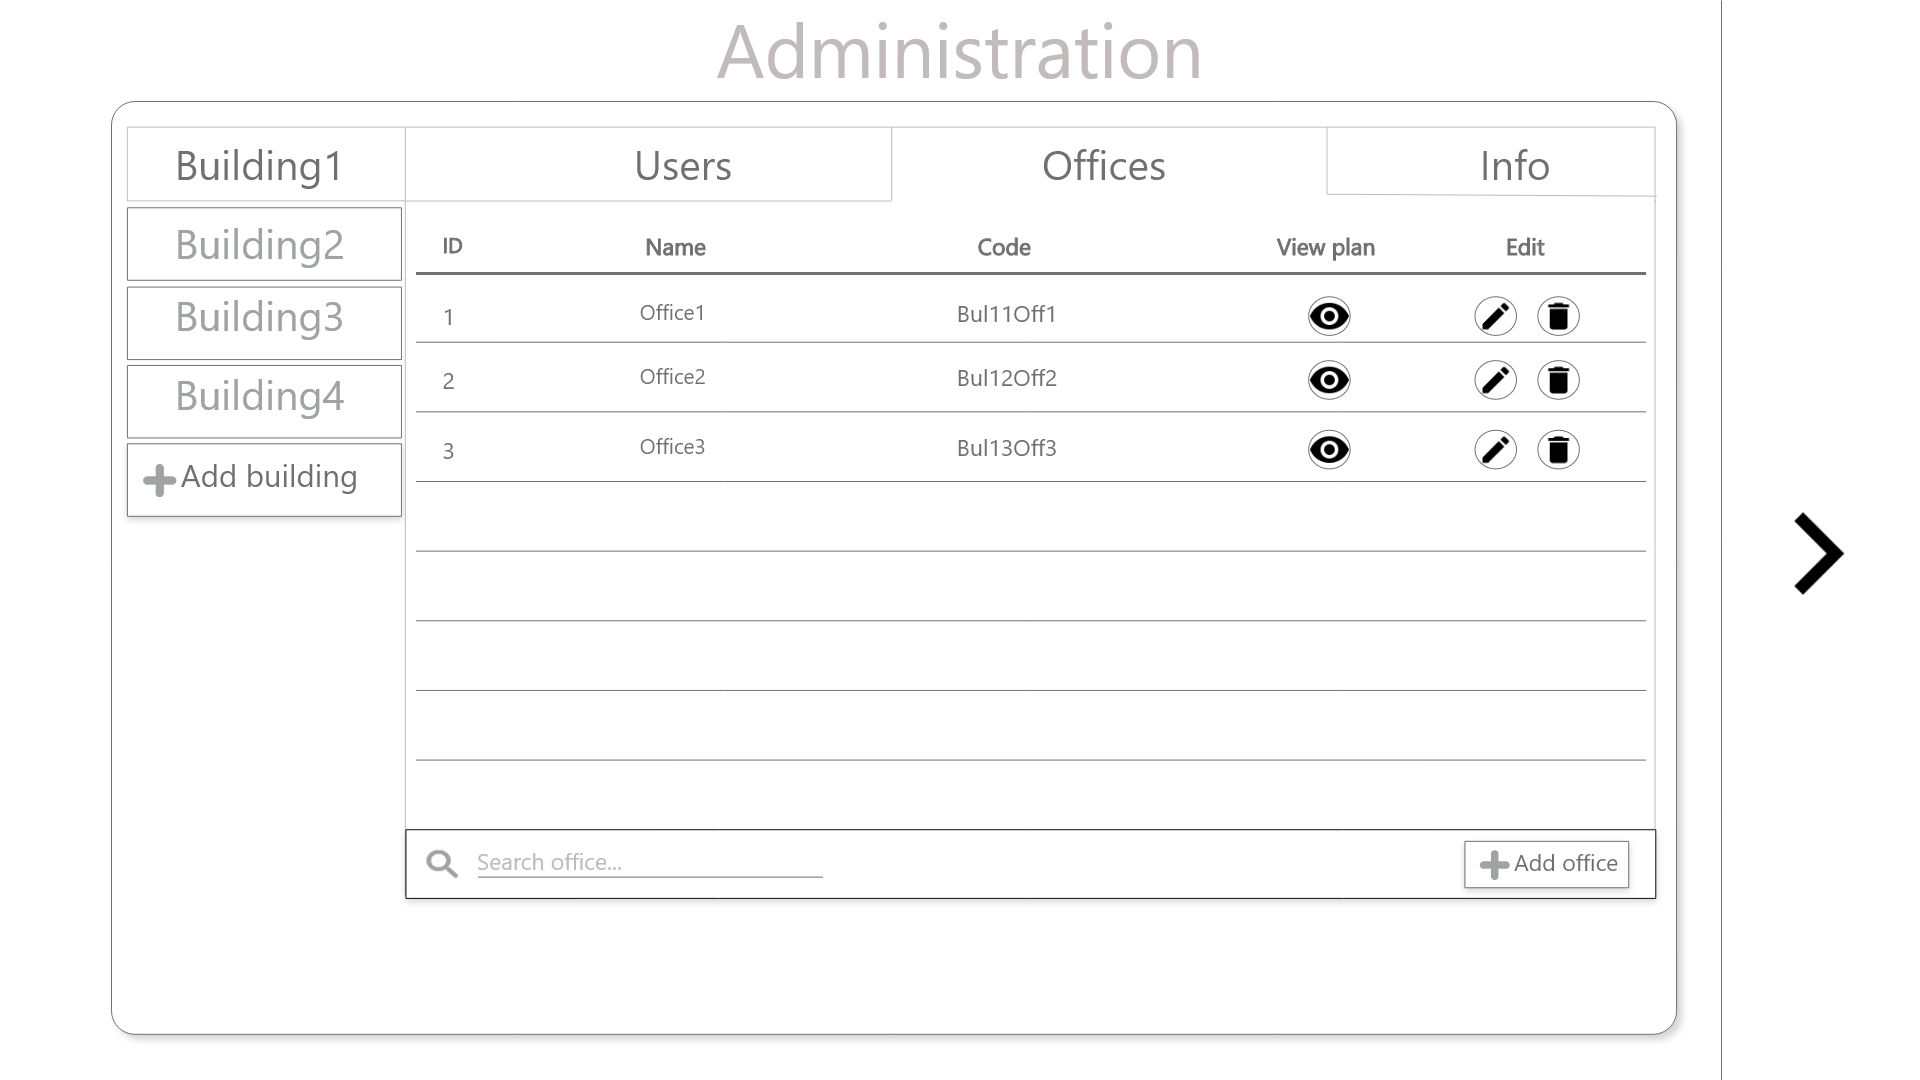 Administration
Building1 Users Offices Info
Building2
Building3
Building4
Add building
ID Name Code View plan Edit
1 Office1 Bul11Off1
2 Office2 Bul12Off2
3 Office3 Bul13Off3
Search office... Add office